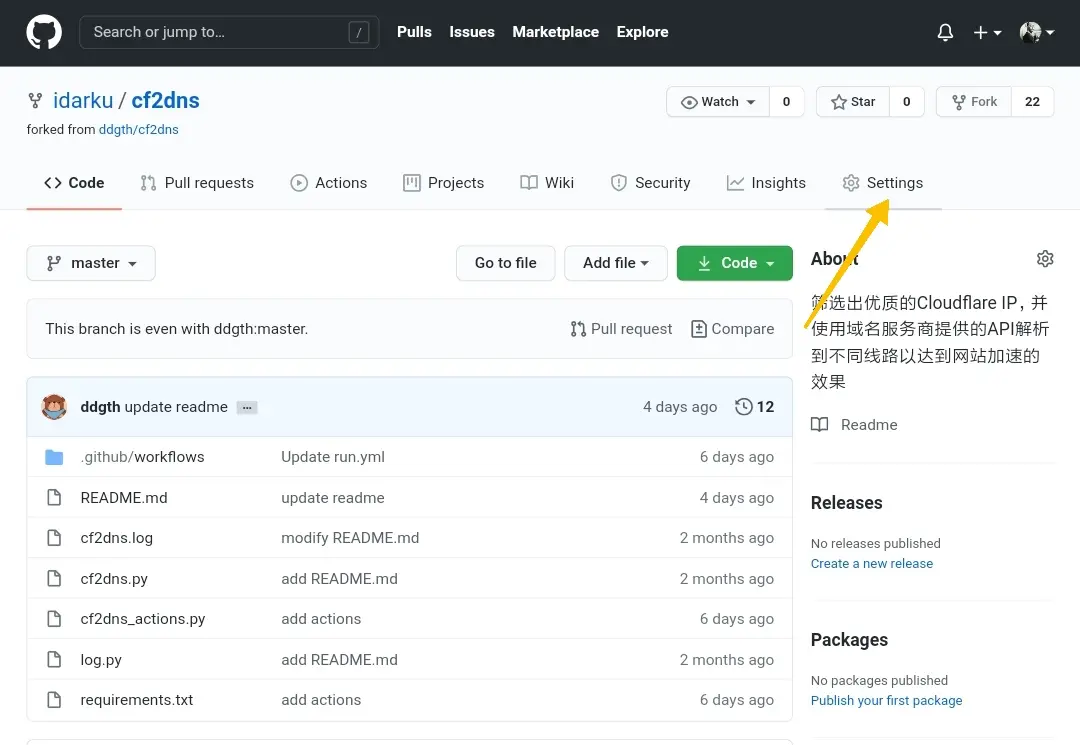 Search or jump to… /
Pulls Issues Marketplace Explore
idarku / cf2dns
forked from ddgth/cf2dns
Watch 0 Star 0 Fork 22
Code Pull requests Actions Projects Wiki Security Insights Settings
master Go to file Add file Code
This branch is even with ddgth:master. Pull request Compare
ddgth update readme ... 4 days ago 12
.github/workflows Update run.yml 6 days ago
README.md update readme 4 days ago
cf2dns.log modify README.md 2 months ago
cf2dns.py add README.md 2 months ago
cf2dns_actions.py add actions 6 days ago
log.py add README.md 2 months ago
requirements.txt add actions 6 days ago
About
筛选出优质的Cloudflare IP，并
使用域名服务商提供的API解析
到不同线路以达到网站加速的
效果
Readme
Releases
No releases published
Create a new release
Packages
No packages published
Publish your first package